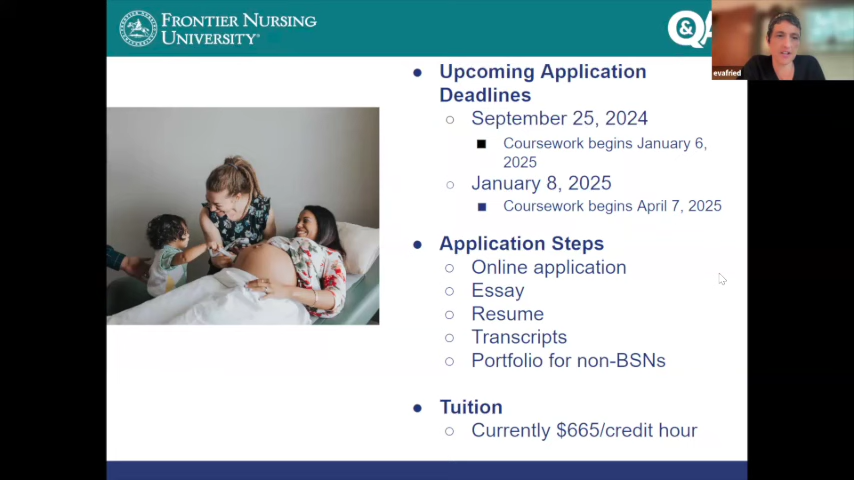 FRONTIER NURSING
UNIVERSITY®
Q&A
evafried
Upcoming Application
Deadlines
September 25, 2024
Coursework begins January 6,
2025
January 8, 2025
Coursework begins April 7, 2025
Application Steps
Online application
Essay
Resume
Transcripts
Portfolio for non-BSNs
Tuition
Currently $665/credit hour